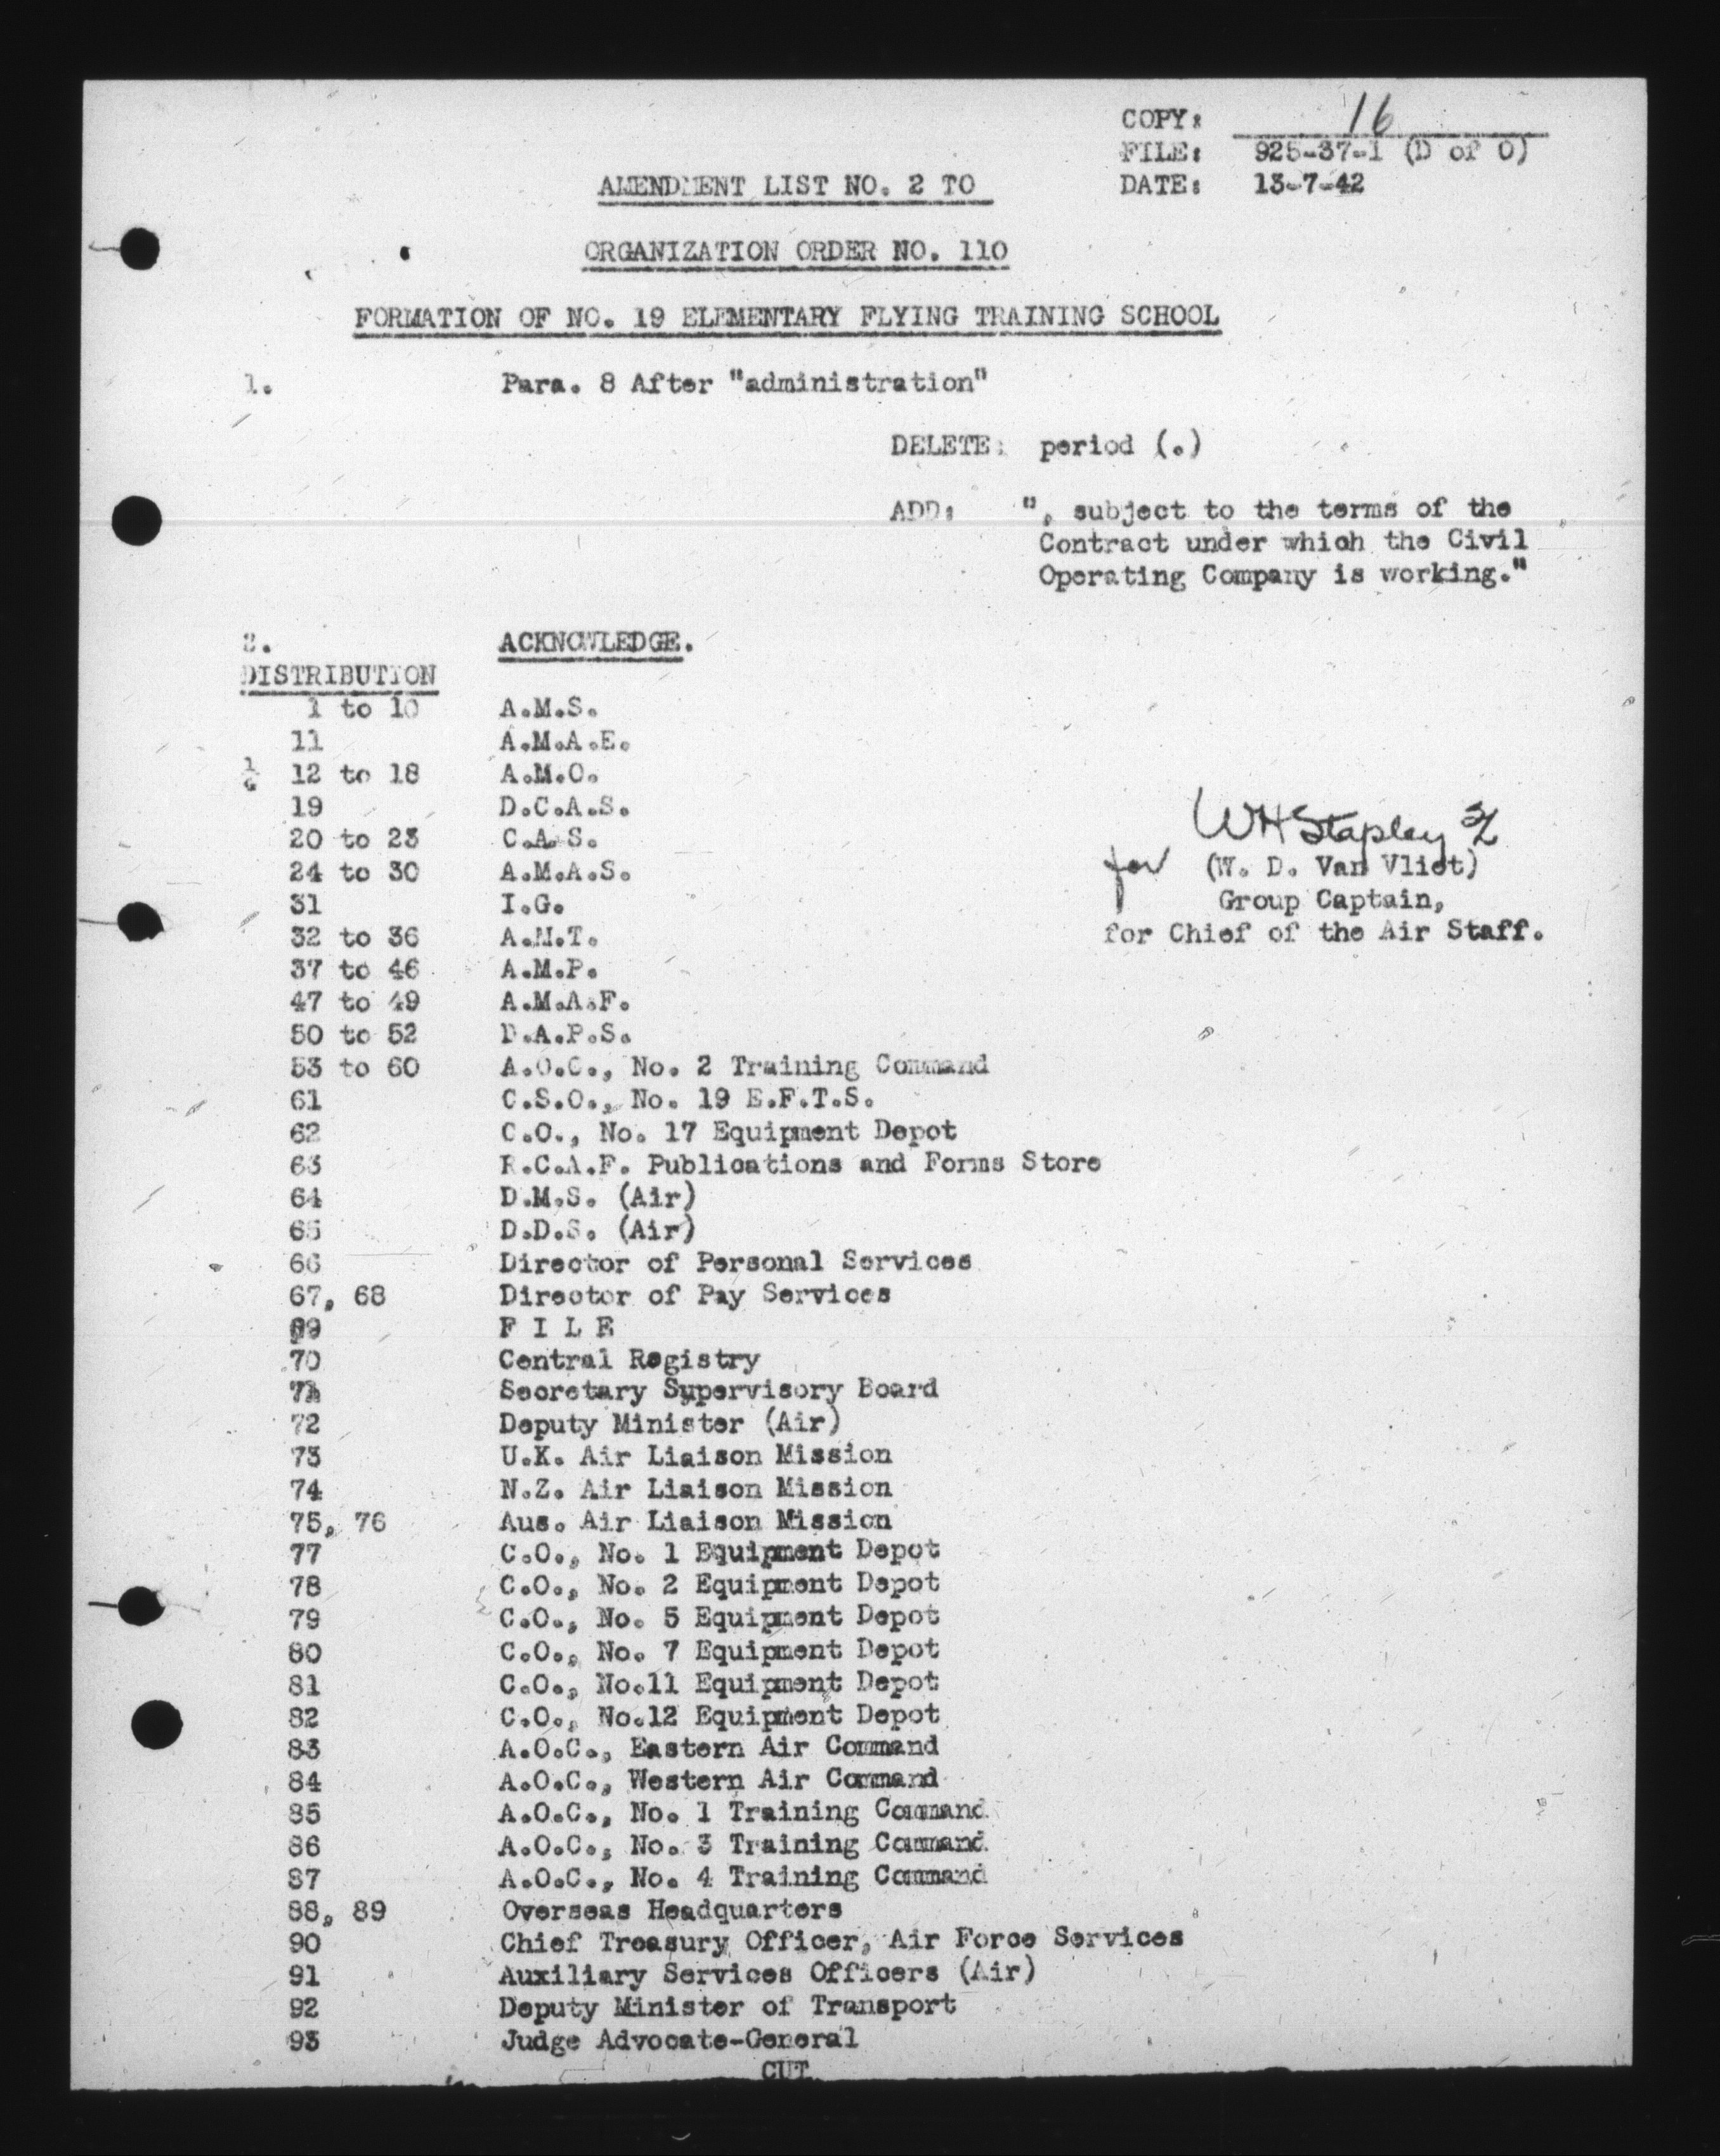 COPY: 16
FILE: 925-37-1 (D of O)
AMENDMENT LIST NO. 2 TO DATE: 13-7-42
ORGANIZATION ORDER NO. 110
FORMATION OF NO. 19 ELEMENTARY FLYING TRAINING SCHOOL
1. Para. 8 After "administration"
DELETE: period (.)
ADD: ", subject to the terms of the
Contract under which the Civil
Operating Company is working."
2. ACKNOWLEDGE.
DISTRIBUTION
1 to 10 A.M.S.
11 A.M.A.E.
12 to 18 A.M.O.
19 D.C.A.S.
20 to 23 C.A.S.
24 to 30 A.M.A.S.
31 I.G.
32 to 36 A.M.T.
37 to 46 A.M.P.
47 to 49 A.M.A.F.
50 to 52 D.A.P.S.
WHStapley
for (W. D. Van Vliet)
Group Captain,
for Chief of the Air Staff.
53 to 60 A.O.C., No. 2 Training Command
61 C.S.O., No. 19 E.F.T.S.
62 C.O., No. 17 Equipment Depot
63 R.C.A.F. Publications and Forms Store
64 D.M.S. (Air)
65 D.D.S. (Air)
66 Director of Personal Services
67, 68 Director of Pay Services
69 F I L E
70 Central Registry
71 Secretary Supervisory Board
72 Deputy Minister (Air)
73 U.K. Air Liaison Mission
74 N.Z. Air Liaison Mission
75, 76 Aus. Air Liaison Mission
77 C.O., No. 1 Equipment Depot
78 C.O., No. 2 Equipment Depot
79 C.O., No. 5 Equipment Depot
80 C.O., No. 7 Equipment Depot
81 C.O., No.11 Equipment Depot
82 C.O., No.12 Equipment Depot
83 A.O.C., Eastern Air Command
84 A.O.C., Western Air Command
85 A.O.C., No. 1 Training Command
86 A.O.C., No. 3 Training Command
87 A.O.C., No. 4 Training Command
88, 89 Overseas Headquarters
90 Chief Treasury Officer, Air Force Services
91 Auxiliary Services Officers (Air)
92 Deputy Minister of Transport
93 Judge Advocate-General
CUT